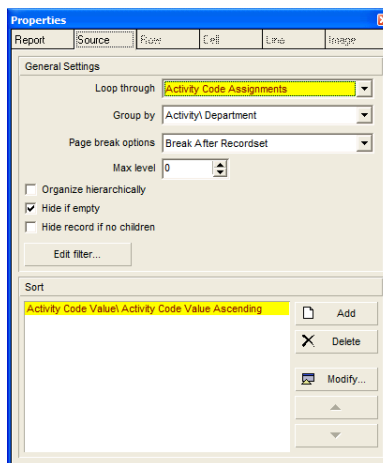 Properties
Report Source Row Cell Line Image
General Settings
Loop through Activity Code Assignments
Group by Activity\ Department
Page break options Break After Recordset
Max level 0
Organize hierarchically
Hide if empty
Hide record if no children
Edit filter...
Sort
Activity Code Value\ Activity Code Value Ascending
Add
Delete
Modify...